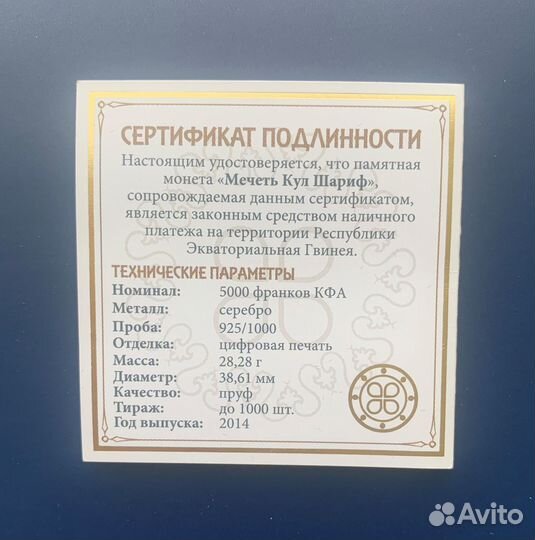 СЕРТИФИКАТ ПОДЛИННОСТИ
Настоящим удостоверяется, что памятная
монета «Мечеть Кул Шариф»,
сопровождаемая данным сертификатом,
является законным средством наличного
платежа на территории Республики
Экваториальная Гвинея.
ТЕХНИЧЕСКИЕ ПАРАМЕТРЫ
Номинал: 5000 франков КФА
Металл: серебро
Проба: 925/1000
Отделка: цифровая печать
Масса: 28,28 г
Диаметр: 38,61 мм
Качество: пруф
Тираж: до 1000 шт.
Год выпуска: 2014
Avito